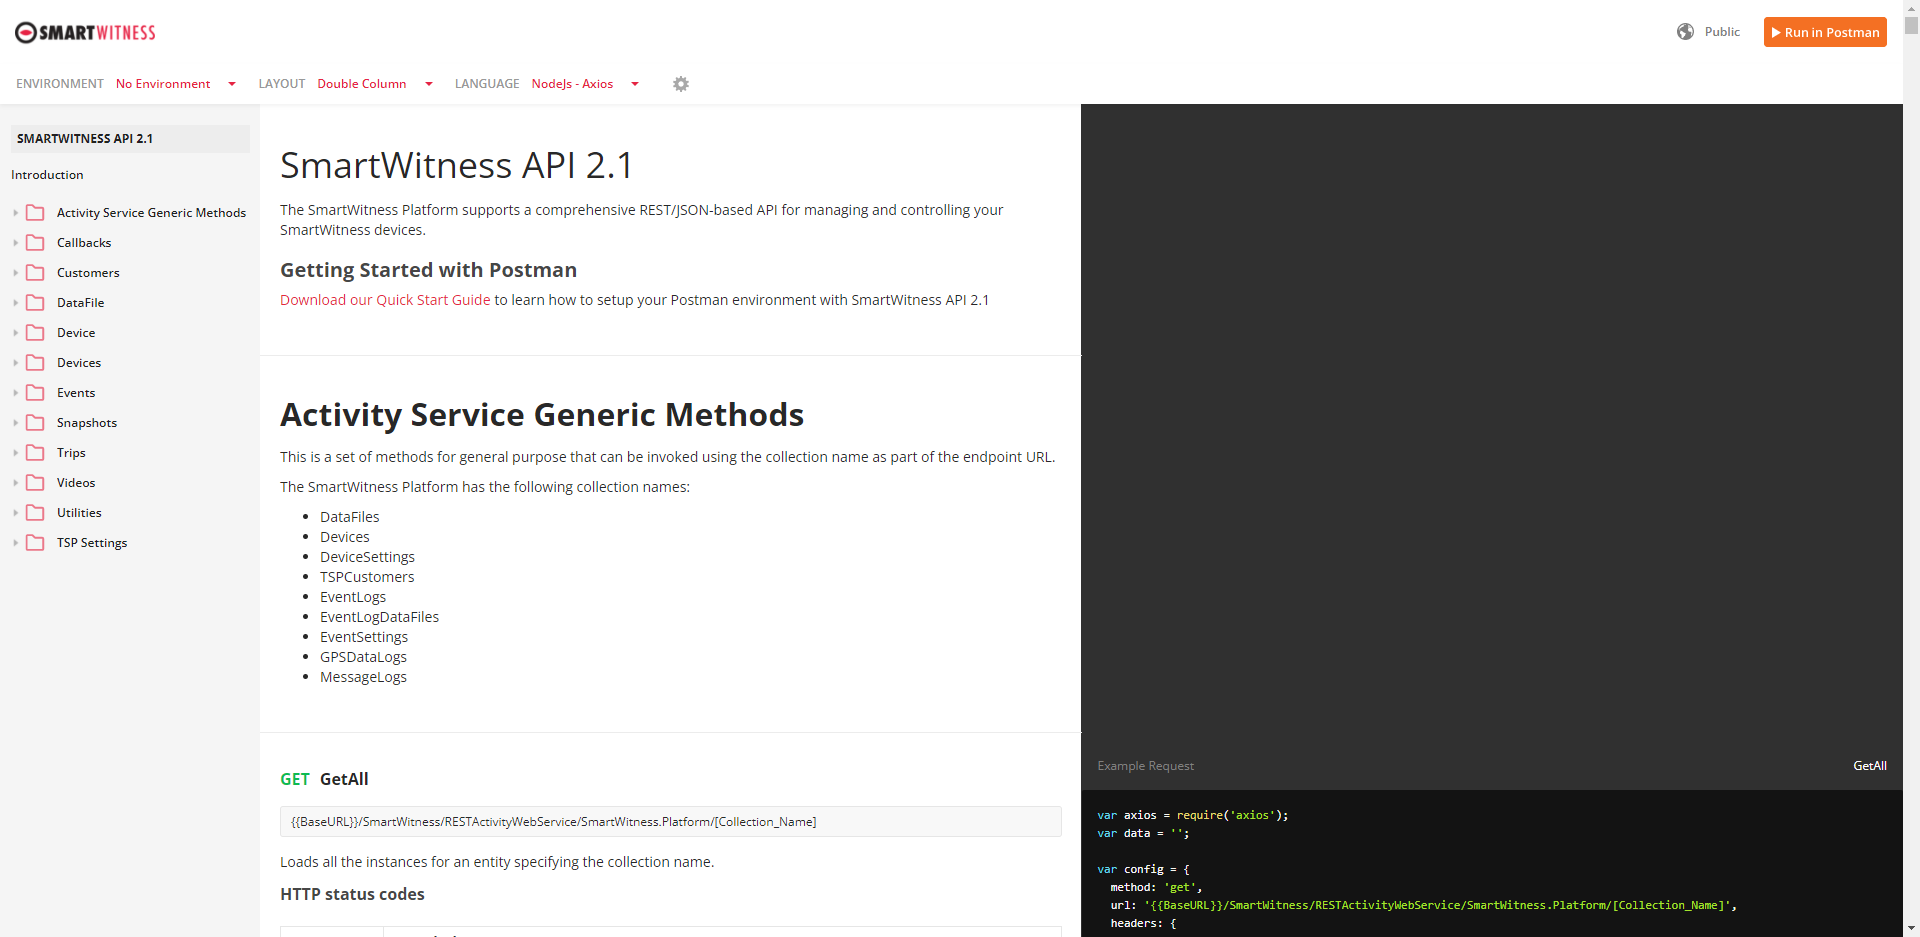 SMARTWITNESS
Public
Run in Postman
ENVIRONMENT No Environment LAYOUT Double Column LANGUAGE NodeJs - Axios
SMARTWITNESS API 2.1
Introduction
Activity Service Generic Methods
Callbacks
Customers
DataFile
Device
Devices
Events
Snapshots
Trips
Videos
Utilities
TSP Settings
SmartWitness API 2.1
The SmartWitness Platform supports a comprehensive REST/JSON-based API for managing and controlling your
SmartWitness devices.
Getting Started with Postman
Download our Quick Start Guide to learn how to setup your Postman environment with SmartWitness API 2.1
Activity Service Generic Methods
This is a set of methods for general purpose that can be invoked using the collection name as part of the endpoint URL.
The SmartWitness Platform has the following collection names:
DataFiles
Devices
DeviceSettings
TSPCustomers
EventLogs
EventLogDataFiles
EventSettings
GPSDataLogs
MessageLogs
GET GetAll
{{BaseURL}}/SmartWitness/RESTActivityWebService/SmartWitness.Platform/[Collection_Name]
Loads all the instances for an entity specifying the collection name.
HTTP status codes
Example Request
GetAll
var axios = require('axios');
var data = '';
var config = {
method: 'get',
url: '{{BaseURL}}/SmartWitness/RESTActivityWebService/SmartWitness.Platform/[Collection_Name]',
headers: {